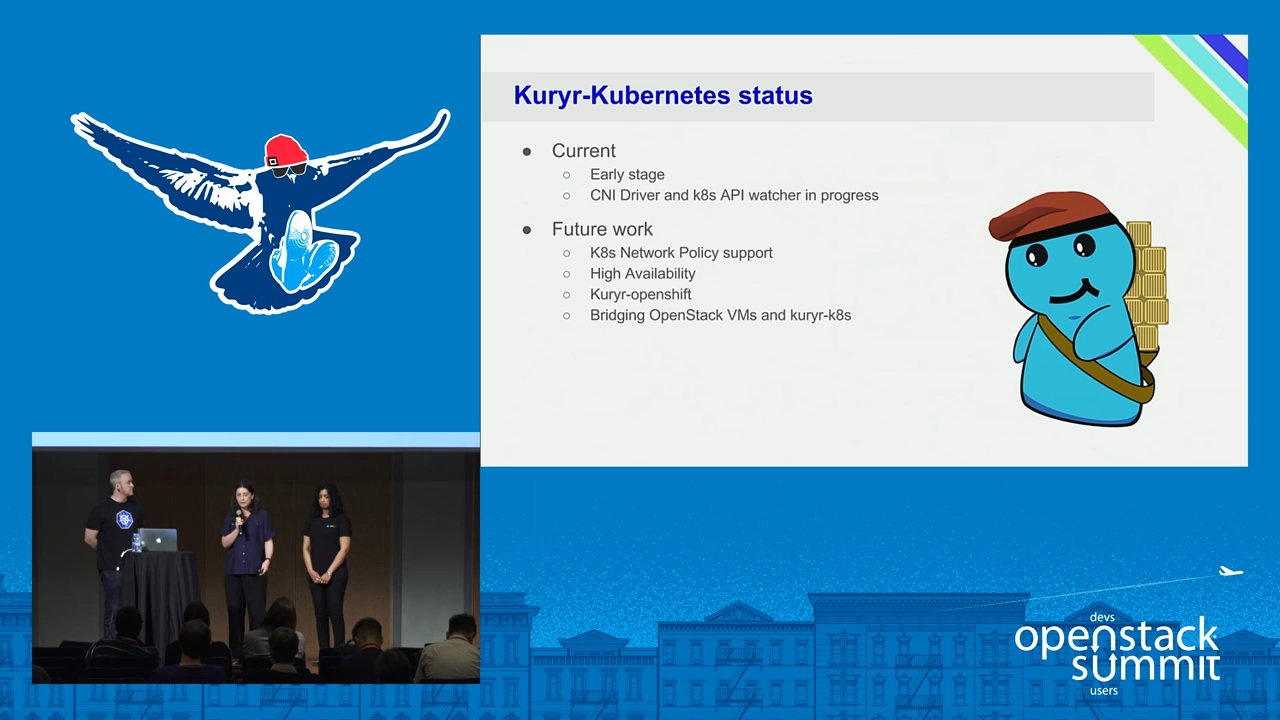 Kuryr-Kubernetes status
● Current
○ Early stage
○ CNI Driver and k8s API watcher in progress
● Future work
○ K8s Network Policy support
○ High Availability
○ Kuryr-openshift
○ Bridging OpenStack VMs and kuryr-k8s
devs
openstack
summit
users